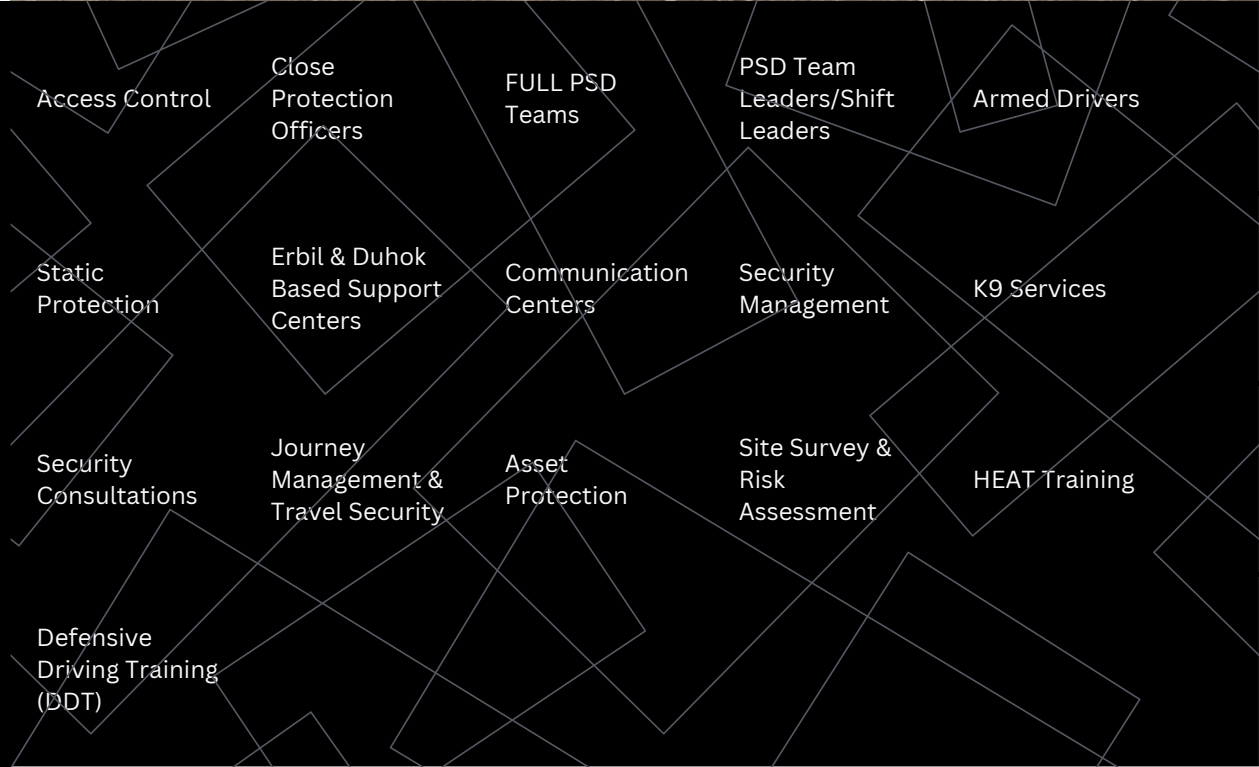 Access Control
Close
Protection
Officers
FULL PSD
Teams
PSD Team
Leaders/Shift
Leaders
Armed Drivers
Static
Protection
Erbil & Duhok
Based Support
Centers
Communication
Centers
Security
Management
K9 Services
Security
Consultations
Journey
Management &
Travel Security
Asset
Protection
Site Survey &
Risk
Assessment
HEAT Training
Defensive
Driving Training
(DDT)